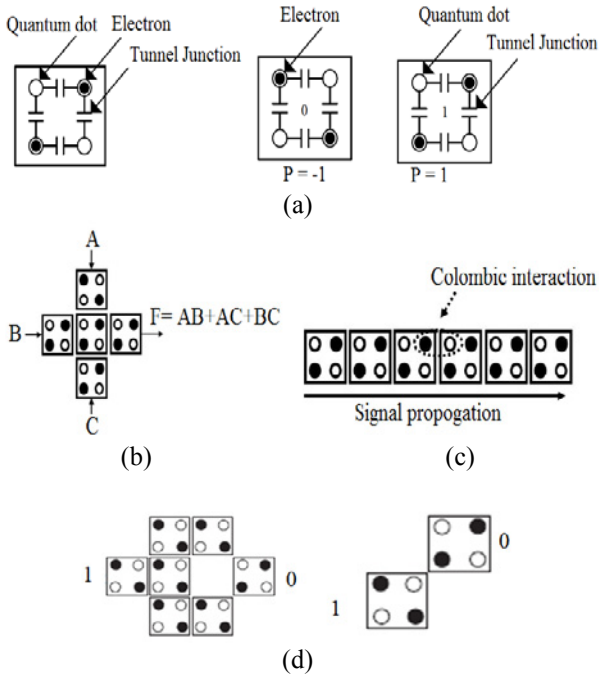 Quantum dot Electron
Tunnel Junction
Electron
0
P = -1
Quantum dot
Tunnel Junction
1
P = 1
(a)
A
B
F= AB+AC+BC
C
(b)
Colombic interaction
Signal propogation
(c)
1
0
1
0
(d)